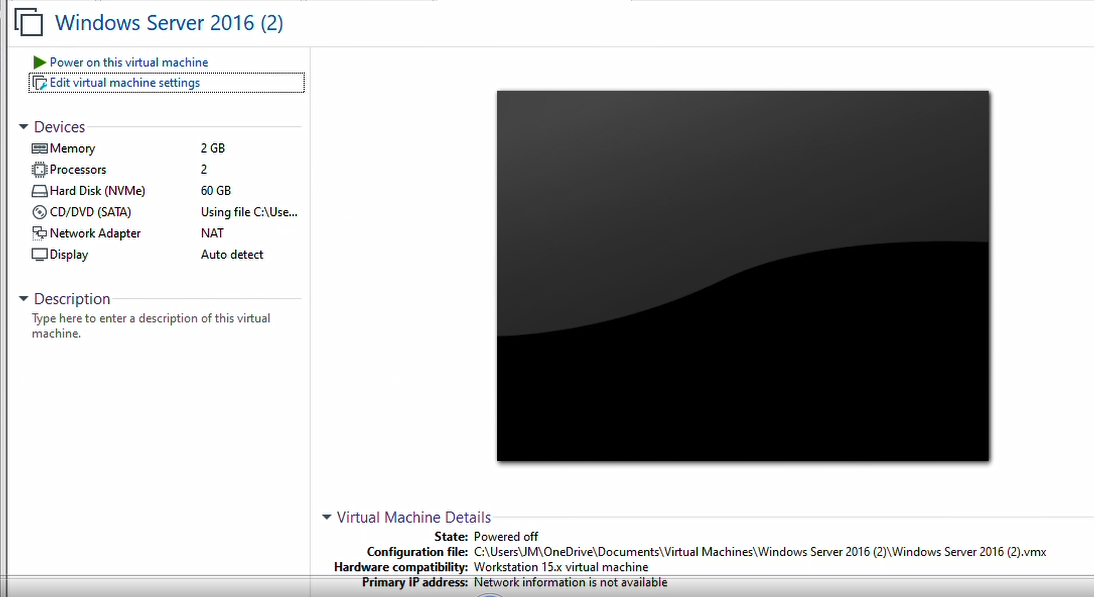 Windows Server 2016 (2)
Power on this virtual machine
Edit virtual machine settings
Devices
Memory 2 GB
Processors 2
Hard Disk (NVMe) 60 GB
CD/DVD (SATA) Using file C:\Use...
Network Adapter NAT
Display Auto detect
Description
Type here to enter a description of this virtual
machine.
Virtual Machine Details
State: Powered off
Configuration file: C:\Users\JM\OneDrive\Documents\Virtual Machines\Windows Server 2016 (2)\Windows Server 2016 (2).vmx
Hardware compatibility: Workstation 15.x virtual machine
Primary IP address: Network information is not available